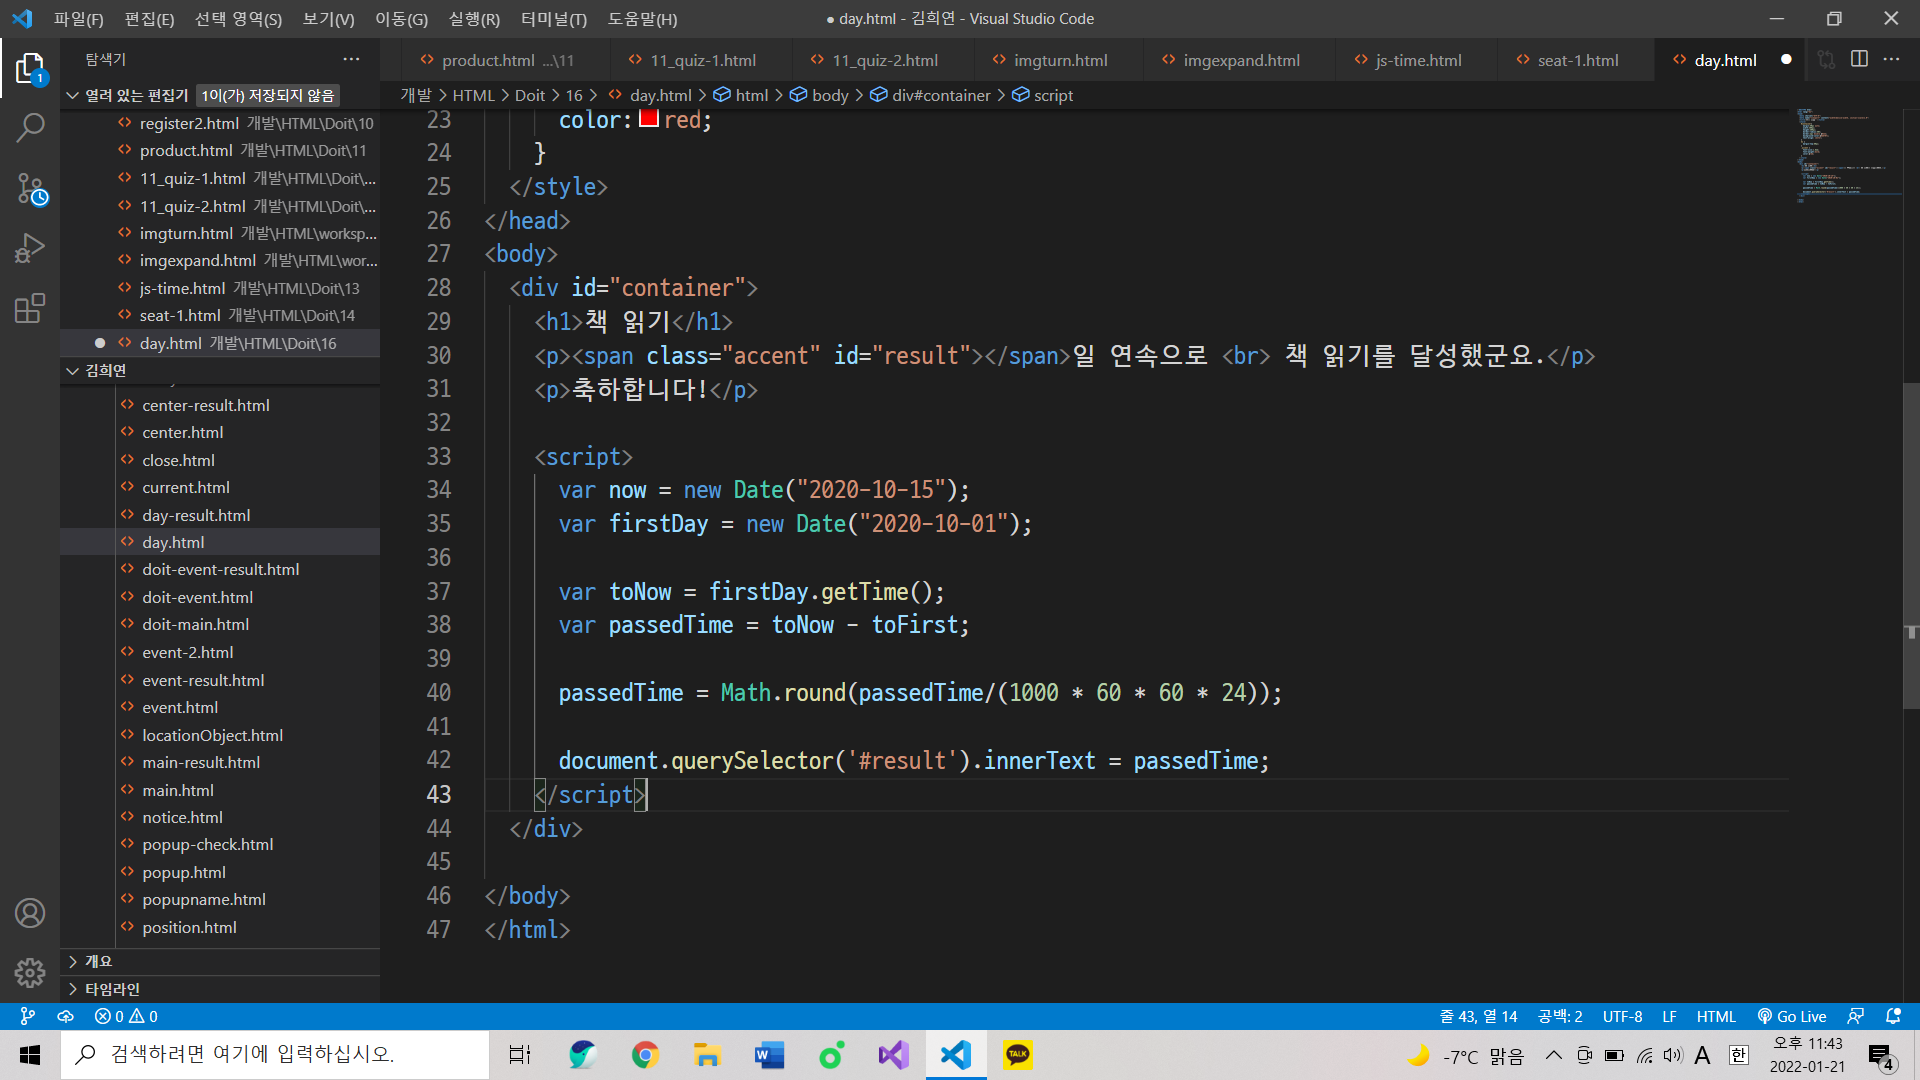 파일(F) 편집(E) 선택 영역(S) 보기(V) 이동(G) 실행(R) 터미널(T) 도움말(H) ● day.html - 김희연 - Visual Studio Code
탐색기
product.html ...\11 11_quiz-1.html 11_quiz-2.html imgturn.html imgexpand.html js-time.html seat-1.html day.html
열려 있는 편집기 1이(가) 저장되지 않음
개발 > HTML > Doit > 16 > day.html > html > body > div#container > script
register2.html 개발\HTML\Doit\10
product.html 개발\HTML\Doit\11
11_quiz-1.html 개발\HTML\Doit\...
11_quiz-2.html 개발\HTML\Doit\...
imgturn.html 개발\HTML\worksp...
imgexpand.html 개발\HTML\wor...
js-time.html 개발\HTML\Doit\13
seat-1.html 개발\HTML\Doit\14
day.html 개발\HTML\Doit\16
김희연
center-result.html
center.html
close.html
current.html
day-result.html
day.html
doit-event-result.html
doit-event.html
doit-main.html
event-2.html
event-result.html
event.html
locationObject.html
main-result.html
main.html
notice.html
popup-check.html
popup.html
popupname.html
position.html
개요
타임라인
23 color: red;
24 }
25 </style>
26 </head>
27 <body>
28 <div id="container">
29 <h1>책 읽기</h1>
30 <p><span class="accent" id="result"></span>일 연속으로 <br> 책 읽기를 달성했군요.</p>
31 <p>축하합니다!</p>
32
33 <script>
34 var now = new Date("2020-10-15");
35 var firstDay = new Date("2020-10-01");
36
37 var toNow = firstDay.getTime();
38 var passedTime = toNow - toFirst;
39
40 passedTime = Math.round(passedTime/(1000 * 60 * 60 * 24));
41
42 document.querySelector('#result').innerText = passedTime;
43 </script>
44 </div>
45
46 </body>
47 </html>
0 0 줄 43, 열 14 공백: 2 UTF-8 LF HTML Go Live
검색하려면 여기에 입력하십시오.
TALK
-7°C 맑음
A 한
오후 11:43
2022-01-21
4
1